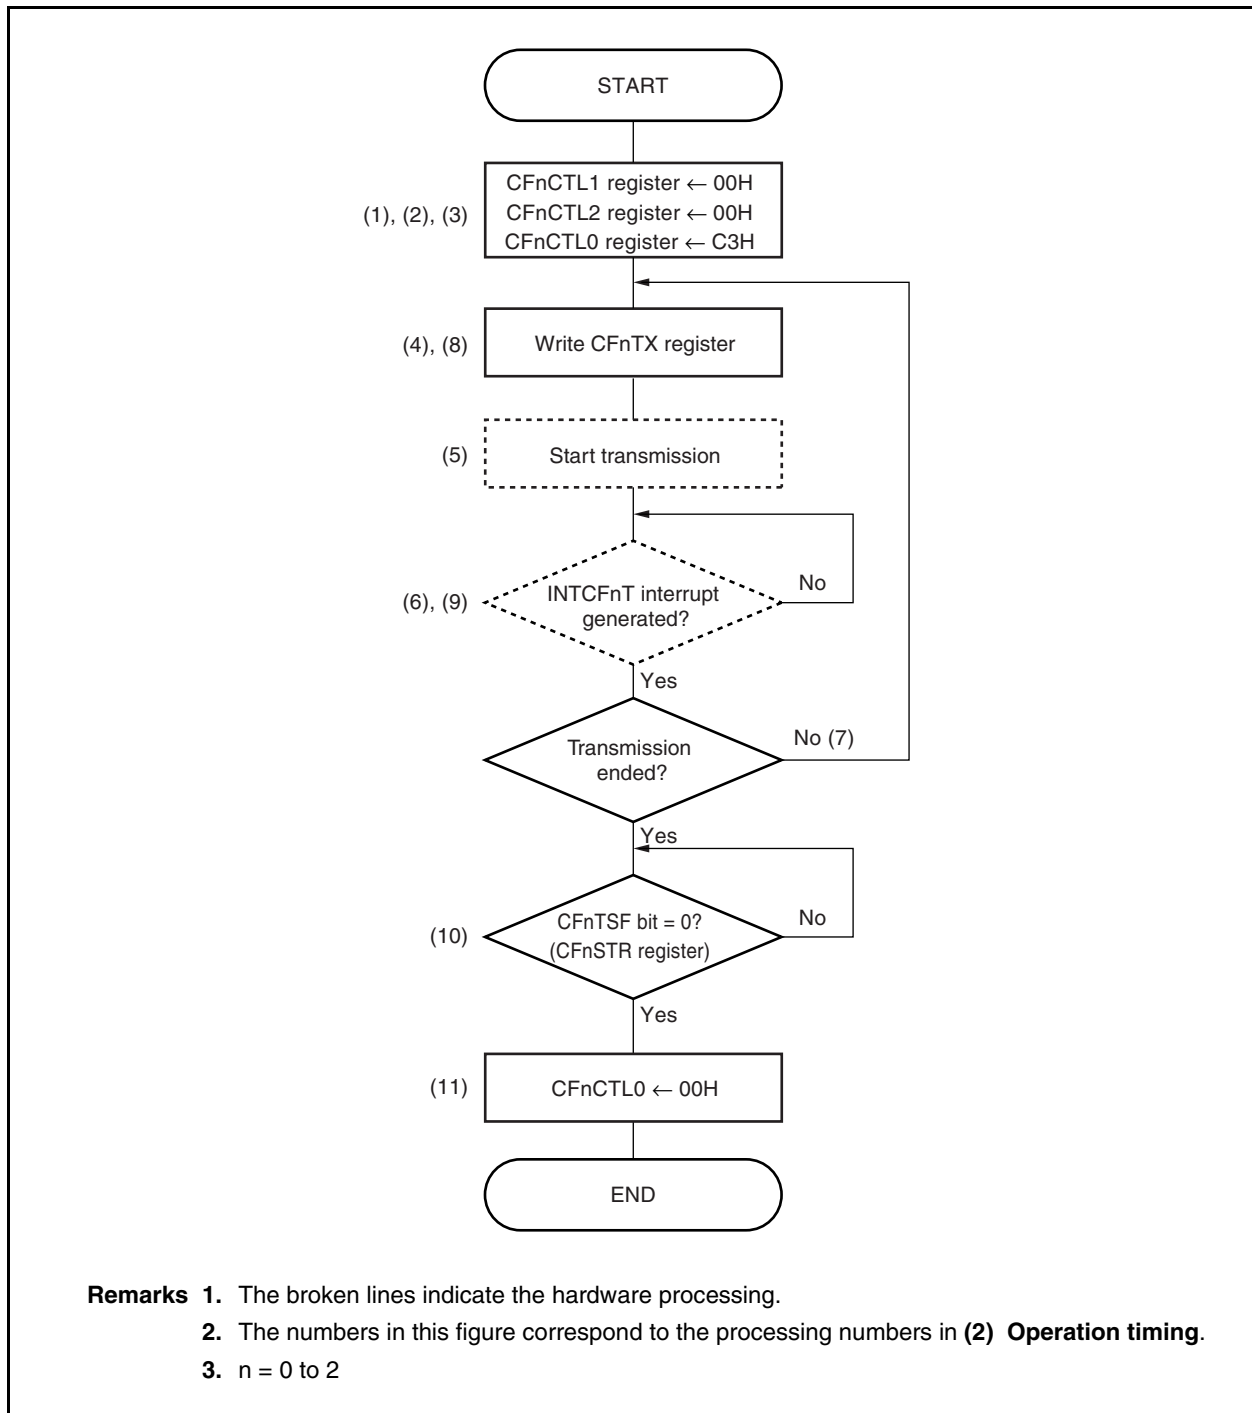 START
(1), (2), (3)
CFnCTL1 register ← 00H
CFnCTL2 register ← 00H
CFnCTL0 register ← C3H
(4), (8)
Write CFnTX register
(5)
Start transmission
(6), (9)
INTCFnT interrupt
generated?
No
Yes
Transmission
ended?
No (7)
Yes
(10)
CFnTSF bit = 0?
(CFnSTR register)
No
Yes
(11)
CFnCTL0 ← 00H
END
Remarks 1. The broken lines indicate the hardware processing.
2. The numbers in this figure correspond to the processing numbers in (2) Operation timing.
3. n = 0 to 2